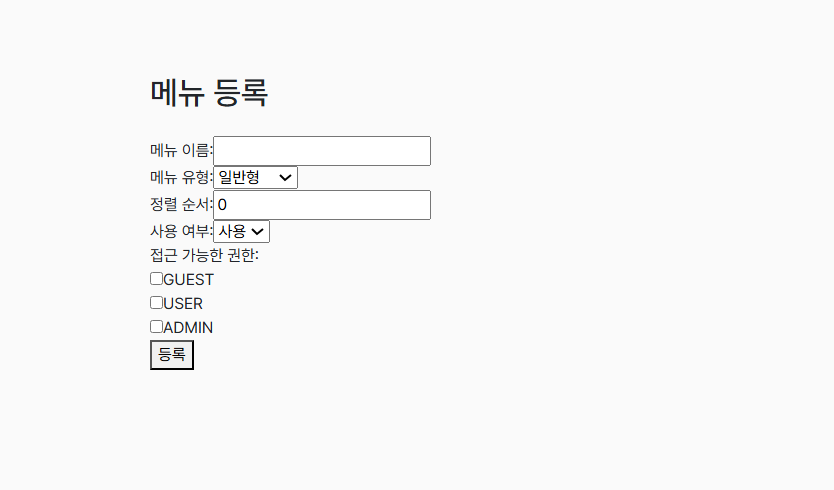 메뉴 등록
메뉴 이름:
메뉴 유형: 일반형
정렬 순서: 0
사용 여부: 사용
접근 가능한 권한:
GUEST
USER
ADMIN
등록